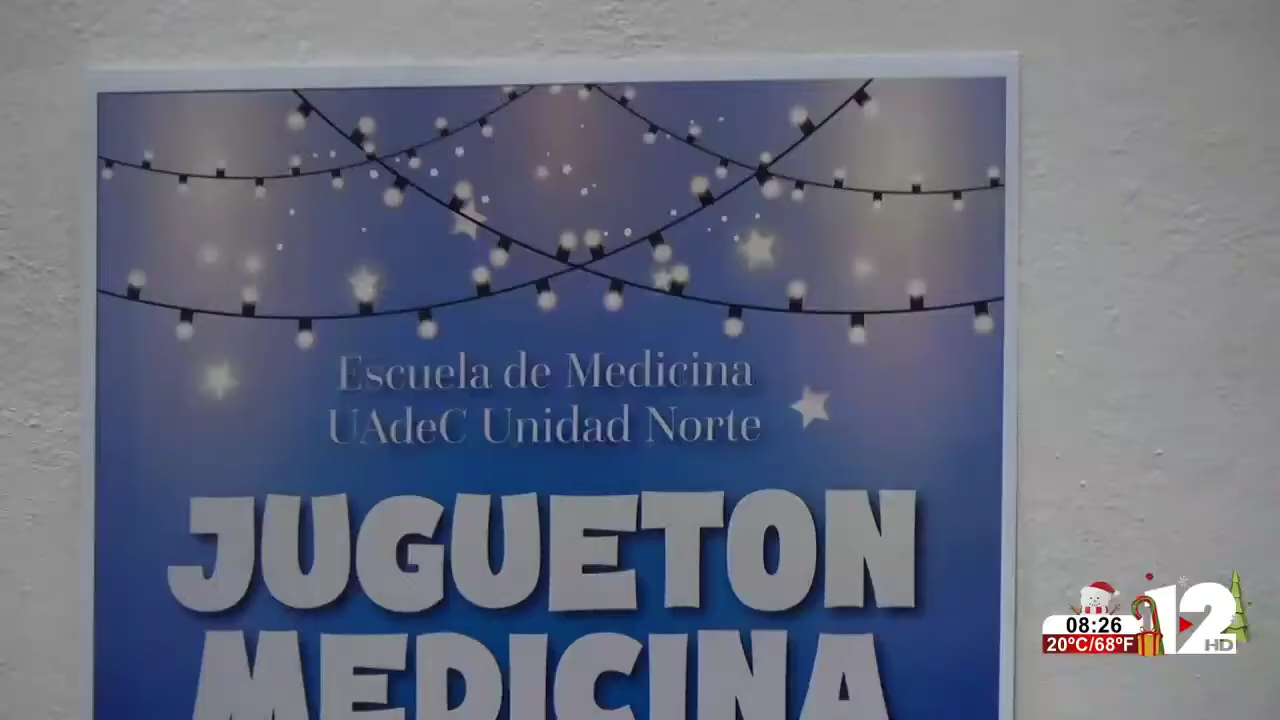 Escuela de Medicina
UAdeC Unidad Norte
JUGUETON
MEDICINA
08:26
20°C/68°F
12
HD